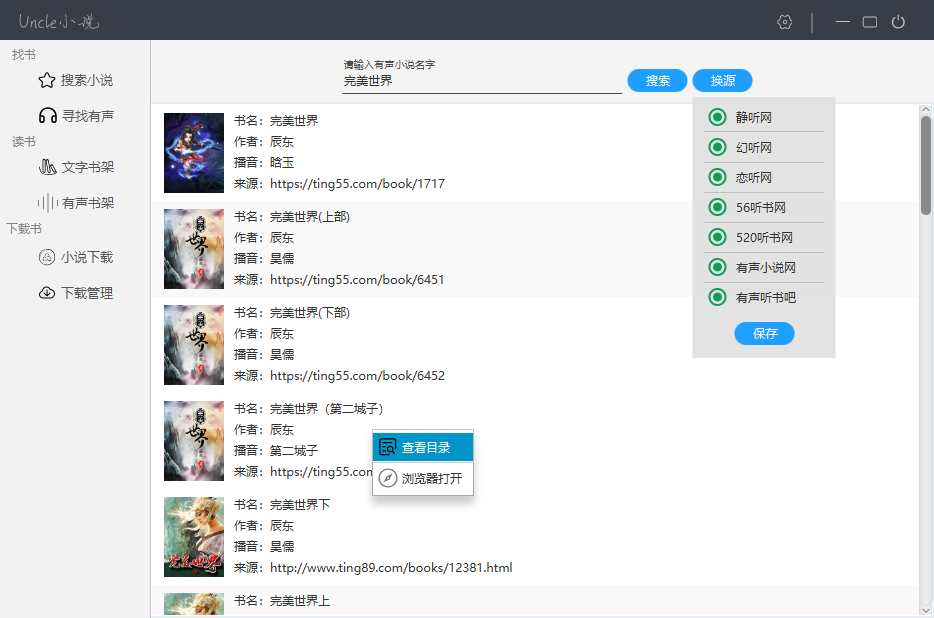 Uncle小说
找书
搜索小说
寻找有声
读书
文字书架
有声书架
下载书
小说下载
下载管理
请输入有声小说名字
完美世界
搜索
换源
静听网
幻听网
恋听网
56听书网
520听书网
有声小说网
有声听书吧
保存
书名：完美世界
作者：辰东
播音：晗玉
来源：https://ting55.com/book/1717
书名：完美世界(上部)
作者：辰东
播音：昊儒
来源：https://ting55.com/book/6451
书名：完美世界(下部)
作者：辰东
播音：昊儒
来源：https://ting55.com/book/6452
书名：完美世界（第二城子）
作者：辰东
播音：第二城子
来源：https://ting55.con
查看目录
浏览器打开
书名：完美世界下
作者：辰东
播音：昊儒
来源：http://www.ting89.com/books/12381.html
完美世界
书名：完美世界上